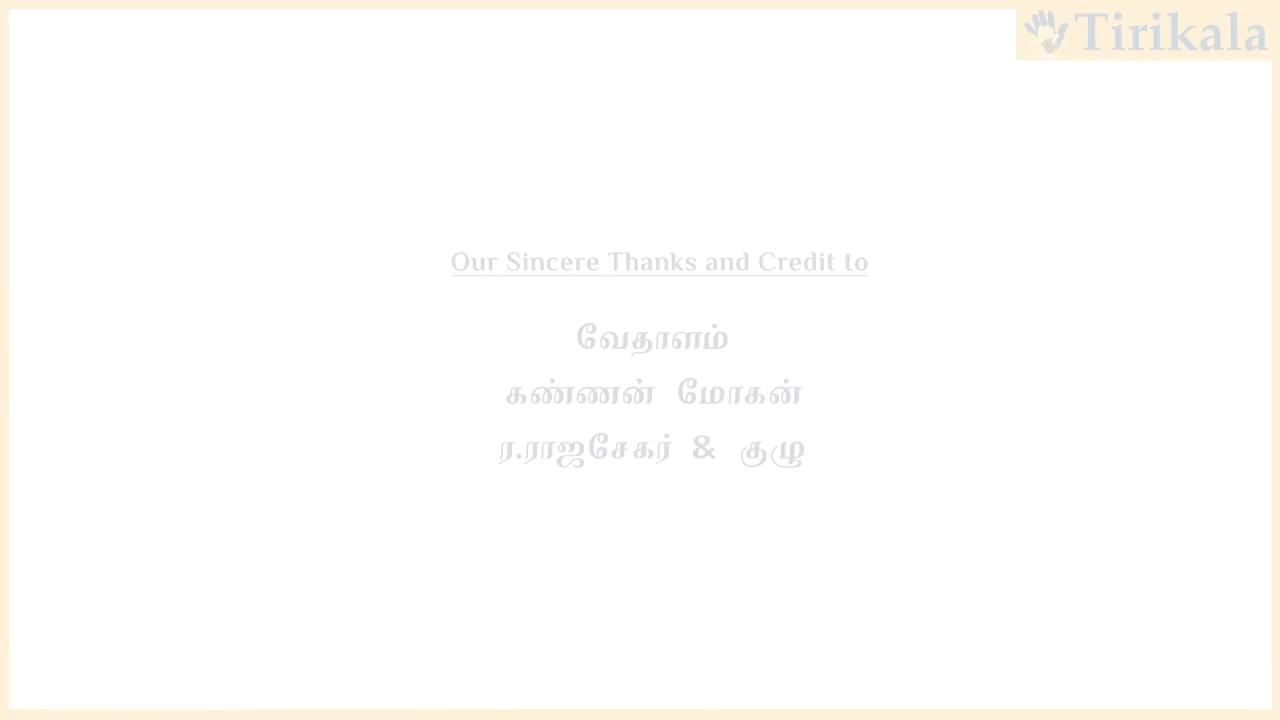 Tirikala
Our Sincere Thanks and Credit to
வேதாளம்
கண்ணன் மோகன்
ர.ராஜசேகர் & குழு